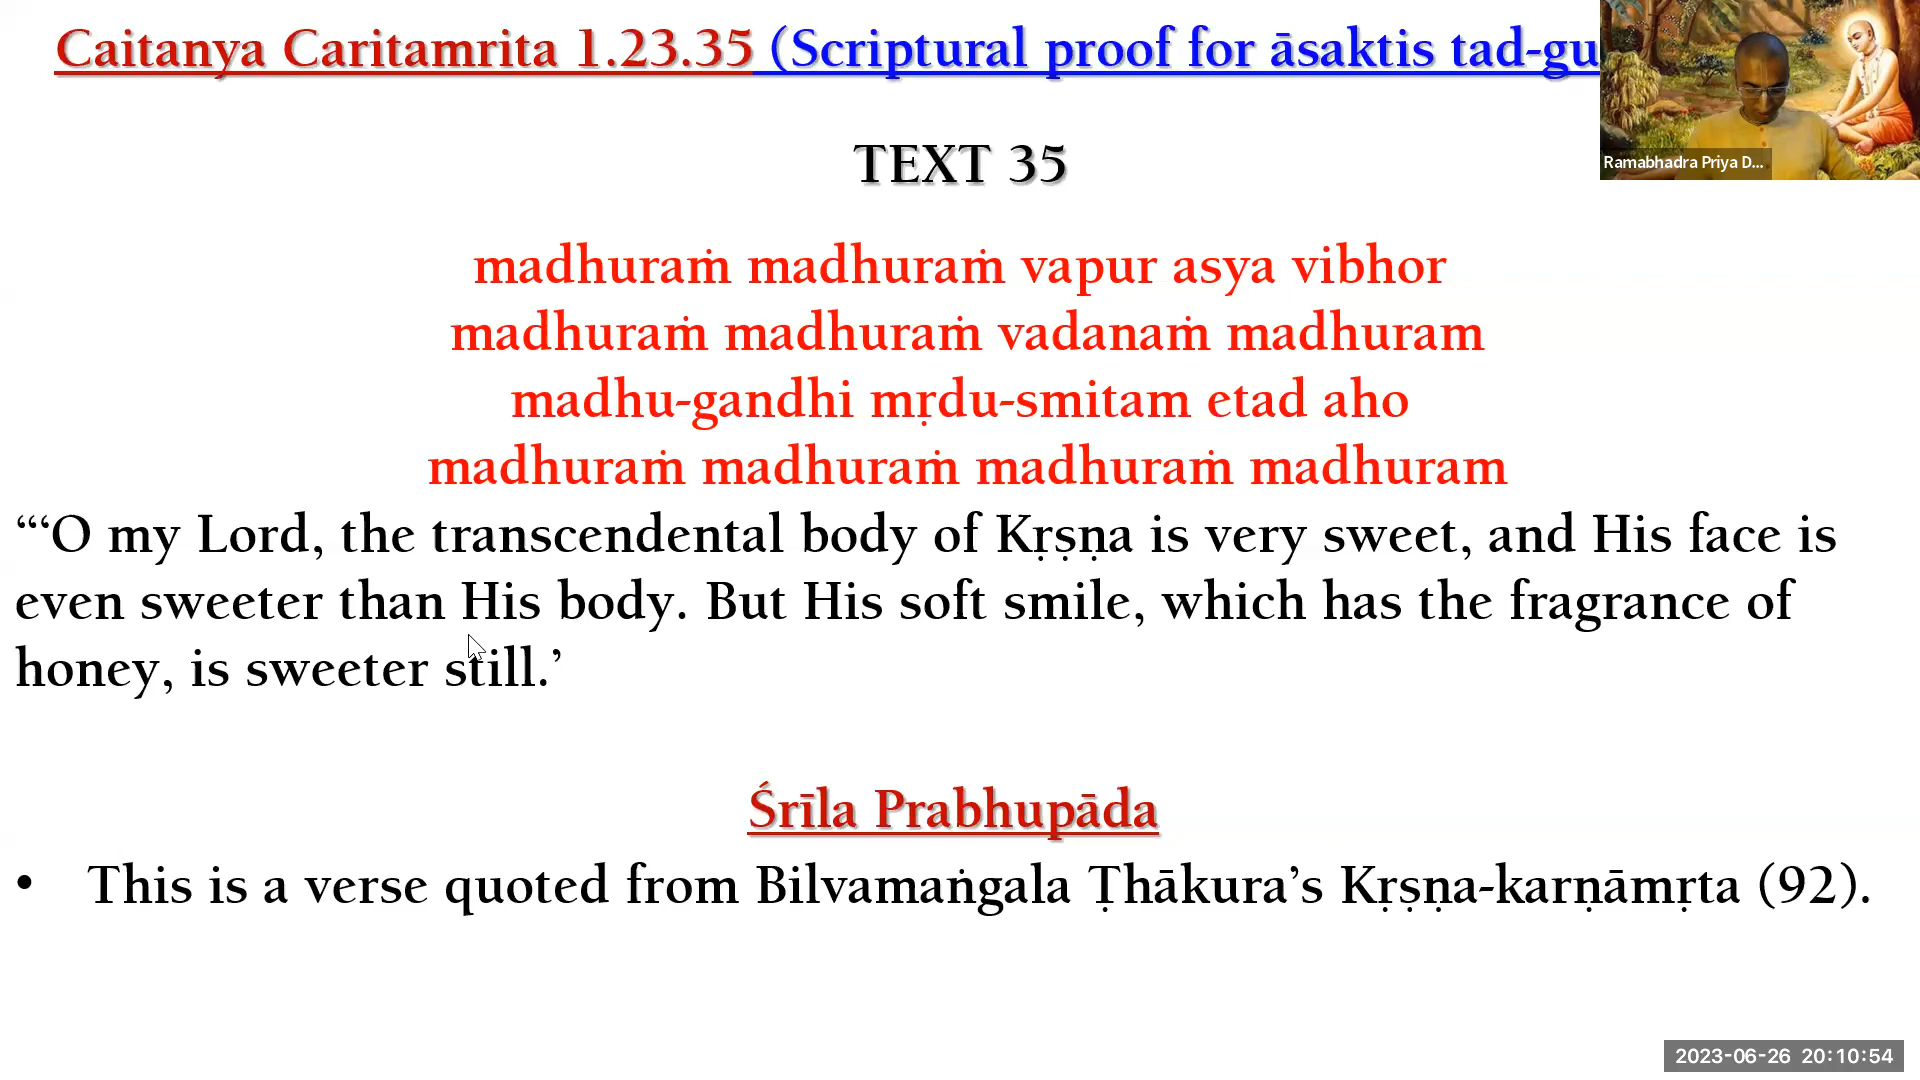 Caitanya Caritamrita 1.23.35 (Scriptural proof for āsaktis tad-gu
Ramabhadra Priya D...
TEXT 35
madhuraṁ madhuraṁ vapur asya vibhor
madhuraṁ madhuraṁ vadanaṁ madhuram
madhu-gandhi mṛdu-smitam etad aho
madhuraṁ madhuraṁ madhuraṁ madhuram
“‘O my Lord, the transcendental body of Kṛṣṇa is very sweet, and His face is
even sweeter than His body. But His soft smile, which has the fragrance of
honey, is sweeter still.’
Śrīla Prabhupāda
• This is a verse quoted from Bilvamaṅgala Ṭhākura’s Kṛṣṇa-karṇāmṛta (92).
2023-06-26 20:10:54